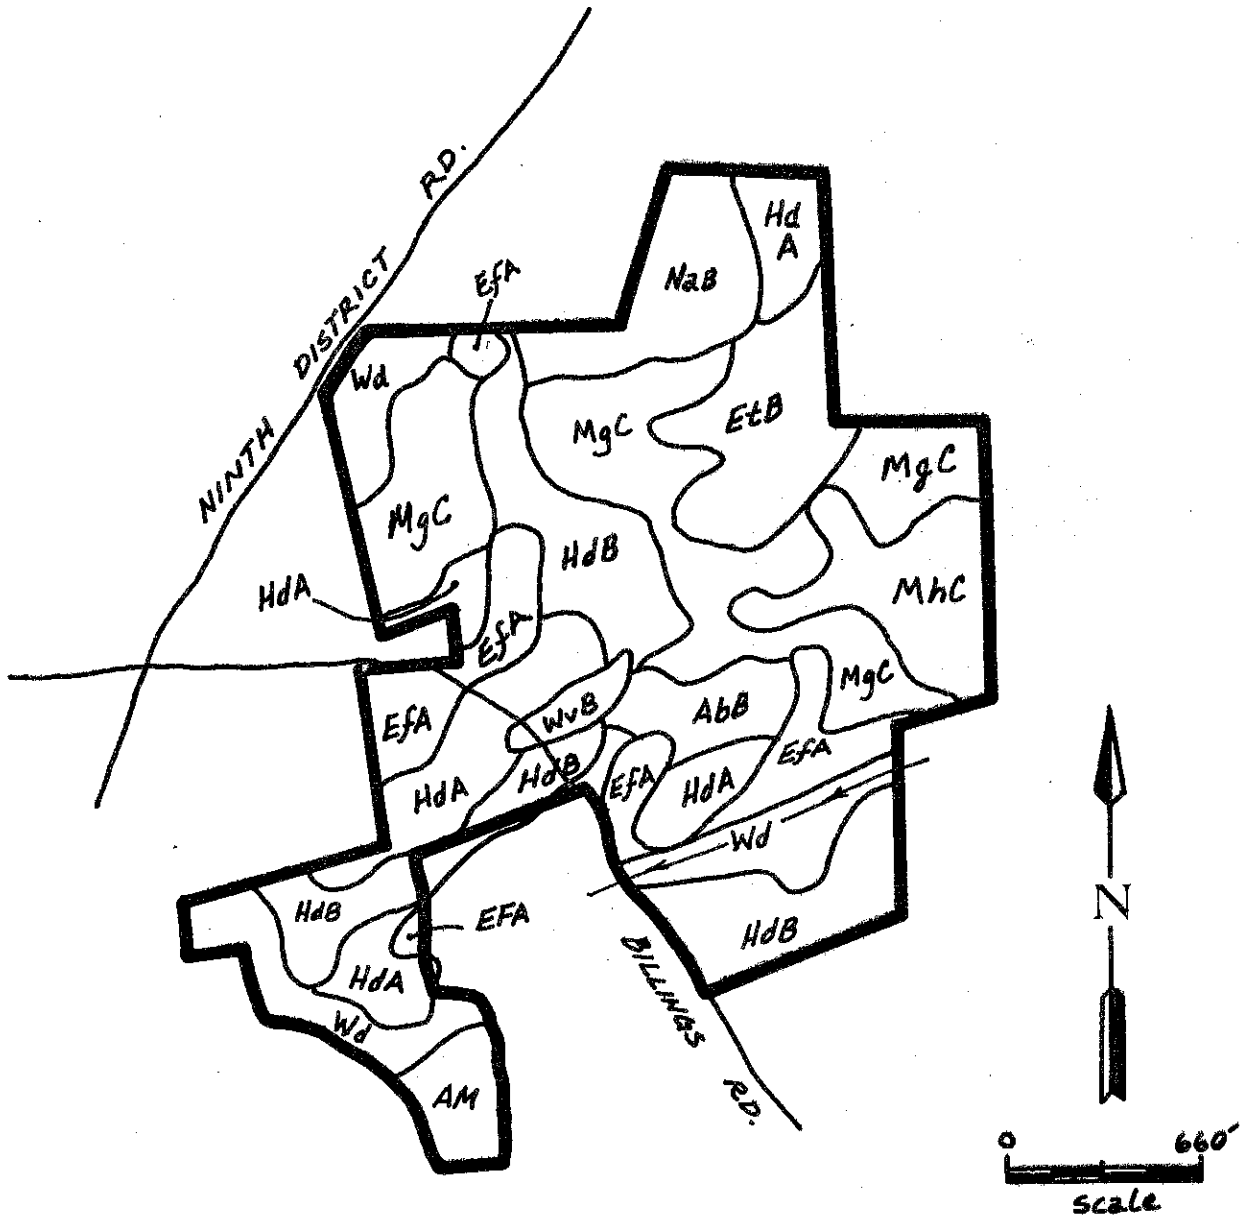 NINTH DISTRICT RD.
Hd
A
NaB
EfA
Wd
MgC
EtB
MgC
MgC
HdB
HdA
MhC
EfA
MgC
AbB
WvB
EfA
EfA
HdB
EfA
HdA
HdA
Wd
HdB
EFA
HdB
HdA
BILLINGS RD.
Wd
AM
N
0 660'
scale